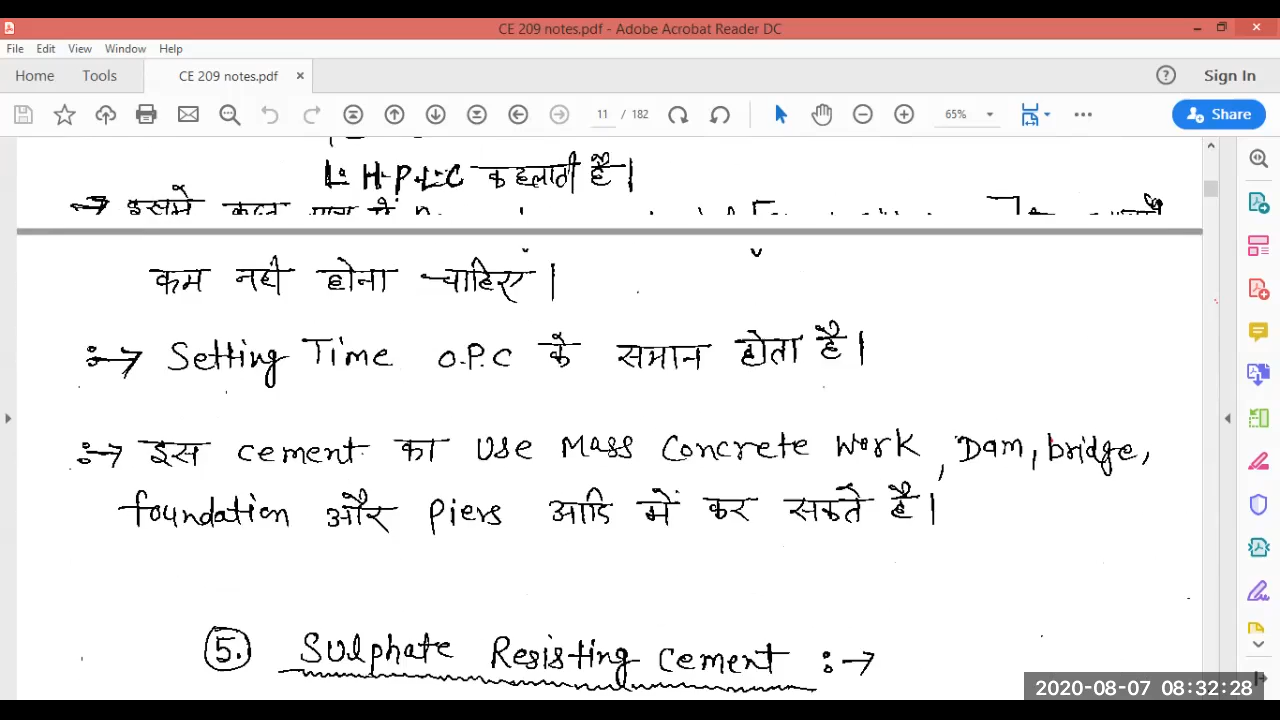 CE 209 notes.pdf - Adobe Acrobat Reader DC
File Edit View Window Help
Home Tools CE 209 notes.pdf × Sign In
11 / 182 65% Share
L.H.P.L.C कहलाती है।
इसमे
कम नही होना चाहिए।
:→ Setting Time O.P.C के समान होता है।
:→ इस cement का Use Mass Concrete Work, Dam, bridge,
foundation और Piers आदि में कर सकते है।
5. Sulphate Resisting Cement :→
2020-08-07 08:32:28